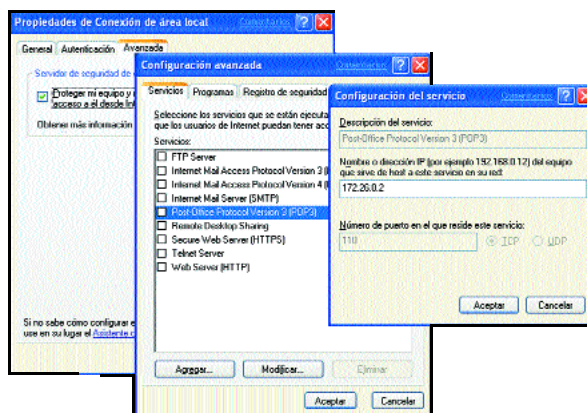 Propiedades de Conexión de área local
Comentarios
General
Autenticación
Avanzada
Servidor de seguridad de
Proteger mi equipo y
acceso a él desde Int
Obtener más información
Si no sabe cómo configurar e
use en su lugar el Asistente c
Configuración avanzada
Comentarios
Servicios
Programas
Registro de seguridad
Seleccione los servicios que se están ejecuta
que los usuarios de Internet puedan tener acc
Servicios:
FTP Server
Internet Mail Access Protocol Version 3 (I
Internet Mail Access Protocol Version 4 (I
Internet Mail Server (SMTP)
Post-Office Protocol Version 3 (POP3)
Remote Desktop Sharing
Secure Web Server (HTTPS)
Telnet Server
Web Server (HTTP)
Agregar...
Modificar...
Eliminar
Aceptar
Cancelar
Configuración del servicio
Comentarios
Descripción del servicio:
Post-Office Protocol Version 3 (POP3)
Nombre o dirección IP (por ejemplo 192.168.0.12) del equipo
que sirve de host a este servicio en su red:
172.26.0.2
Número de puerto en el que reside este servicio:
110
TCP
UDP
Aceptar
Cancelar